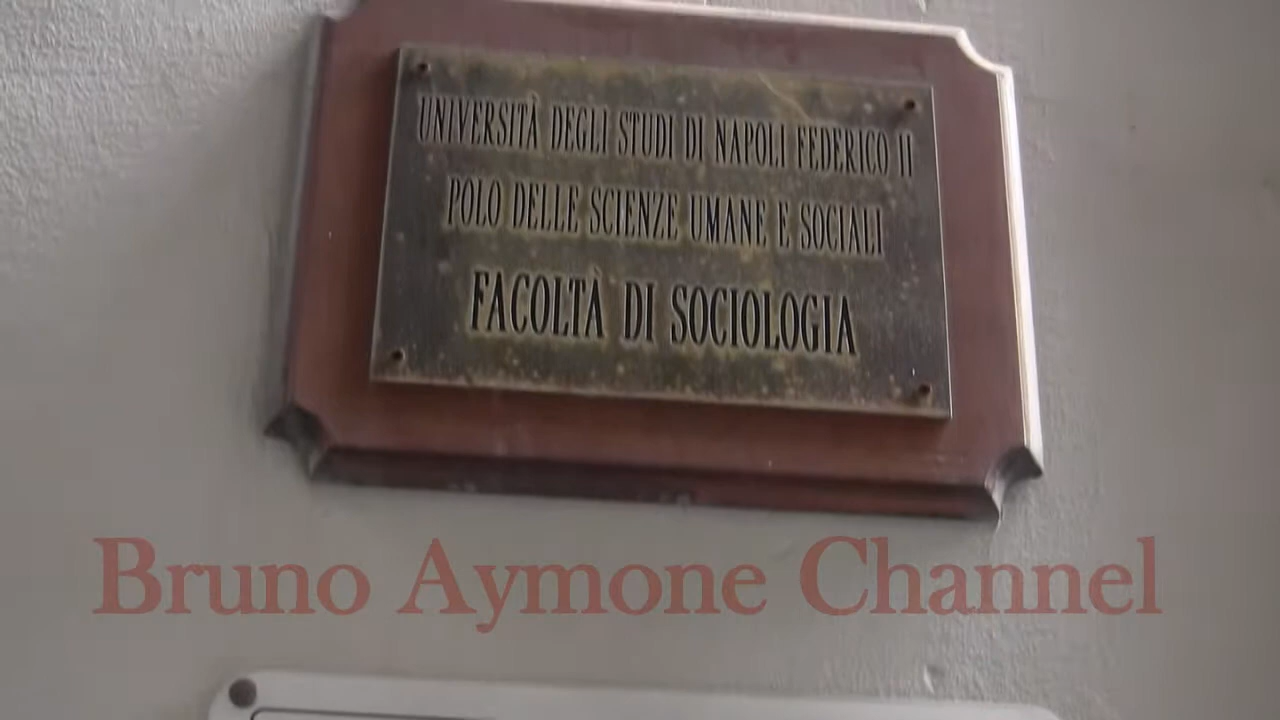 UNIVERSITÀ DEGLI STUDI DI NAPOLI FEDERICO II
POLO DELLE SCIENZE UMANE E SOCIALI
FACOLTÀ DI SOCIOLOGIA
Bruno Aymone Channel